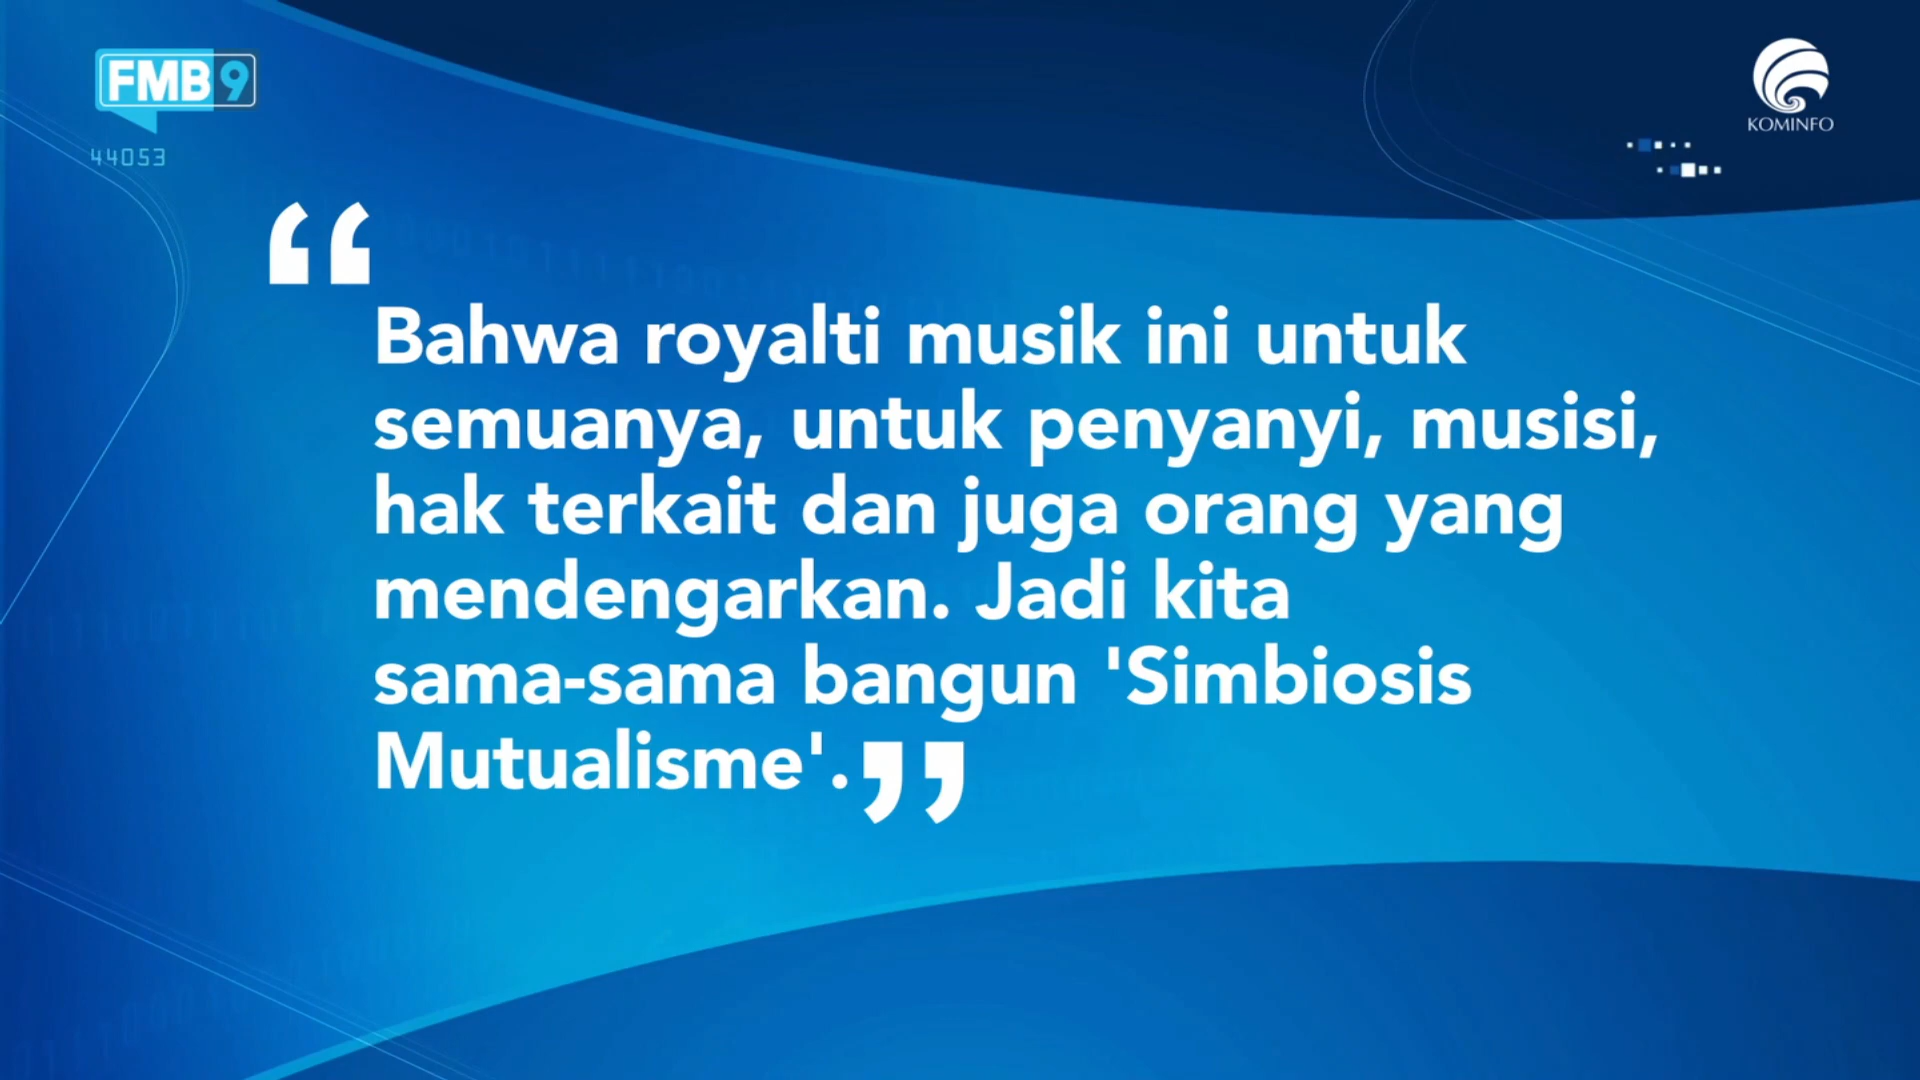 FMB9
KOMINFO
44053
“Bahwa royalti musik ini untuk
semuanya, untuk penyanyi, musisi,
hak terkait dan juga orang yang
mendengarkan. Jadi kita
sama-sama bangun 'Simbiosis
Mutualisme'.”